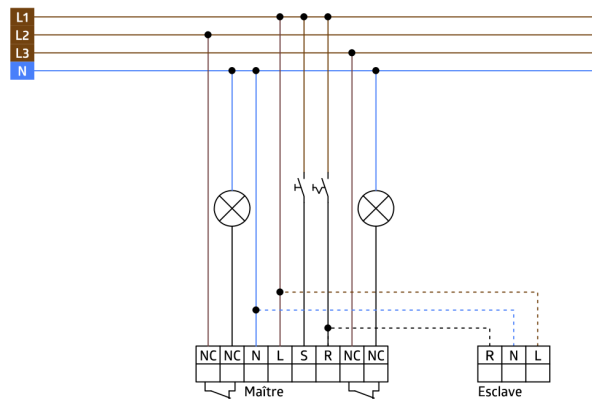 L1
L2
L3
N
NC NC N L S R NC NC
R N L
Maître
Esclave